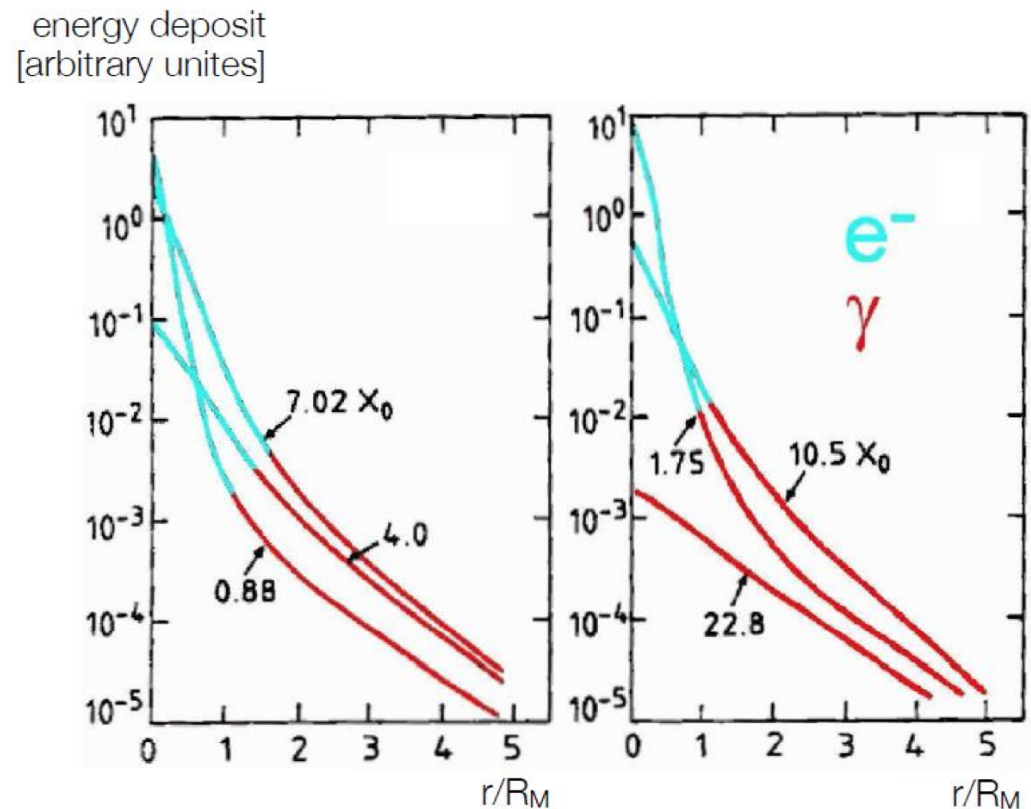 energy deposit
[arbitrary unites]
10¹
10⁰
10⁻¹
10⁻²
10⁻³
10⁻⁴
10⁻⁵
7.02 X₀
4.0
0.88
0 1 2 3 4 5
r/R_M
10¹
10⁰
10⁻¹
10⁻²
10⁻³
10⁻⁴
10⁻⁵
e⁻
γ
1.75
10.5 X₀
22.8
0 1 2 3 4 5
r/R_M